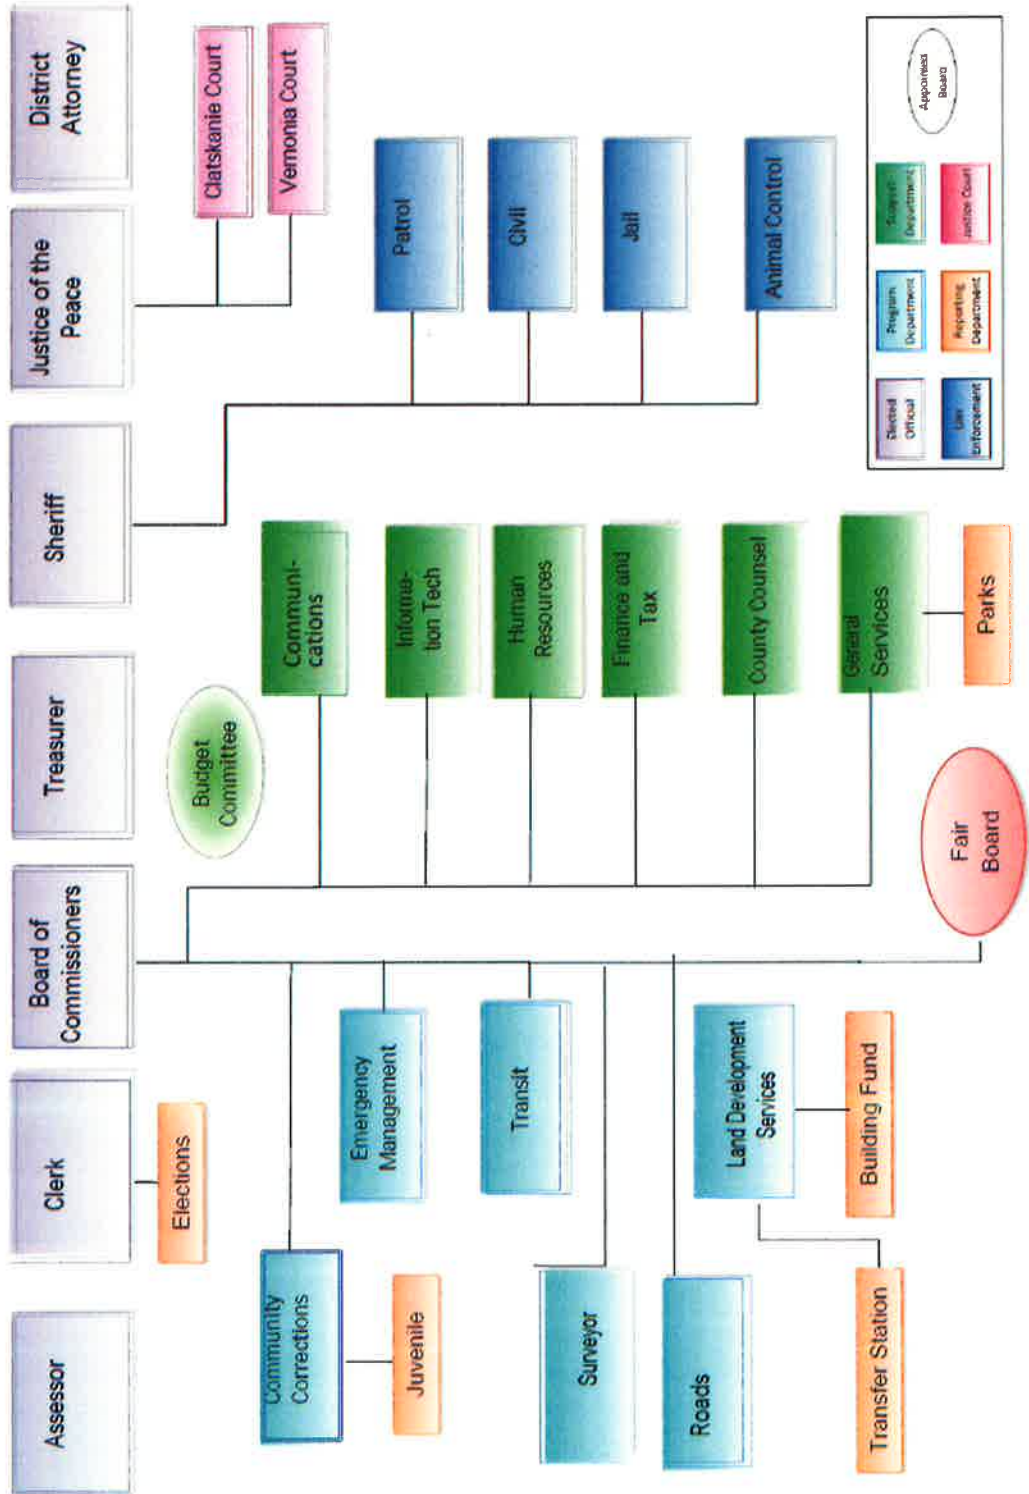 Assessor
Clerk
Board of
Commissioners
Treasurer
Sheriff
Justice of the
Peace
District
Attorney
Elections
Budget
Committee
Clatskanie Court
Vernonia Court
Community
Corrections
Juvenile
Emergency
Management
Transit
Surveyor
Roads
Land Development
Services
Building Fund
Transfer Station
Communi-
cations
Informa-
tion Tech
Human
Resources
Finance and
Tax
County Counsel
General
Services
Parks
Fair
Board
Patrol
Civil
Jail
Animal Control
Elected
Official
Program
Department
Support
Department
Appointed
Board
Law
Enforcement
Reporting
Department
Justice Court